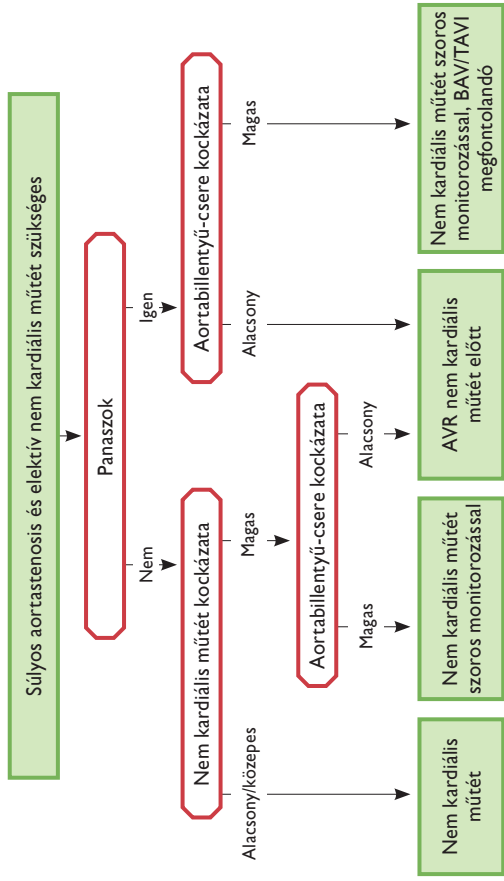 Súlyos aortastenosis és elektív nem kardiális műtét szükséges
Panaszok
Nem
Igen
Nem kardiális műtét kockázata
Aortabillentyű-csere kockázata
Alacsony/közepes
Magas
Alacsony
Magas
Aortabillentyű-csere kockázata
Magas
Alacsony
Nem kardiális
műtét
Nem kardiális műtét
szoros monitorozással
AVR nem kardiális
műtét előtt
Nem kardiális műtét szoros
monitorozással, BAV/TAVI
megfontolandó